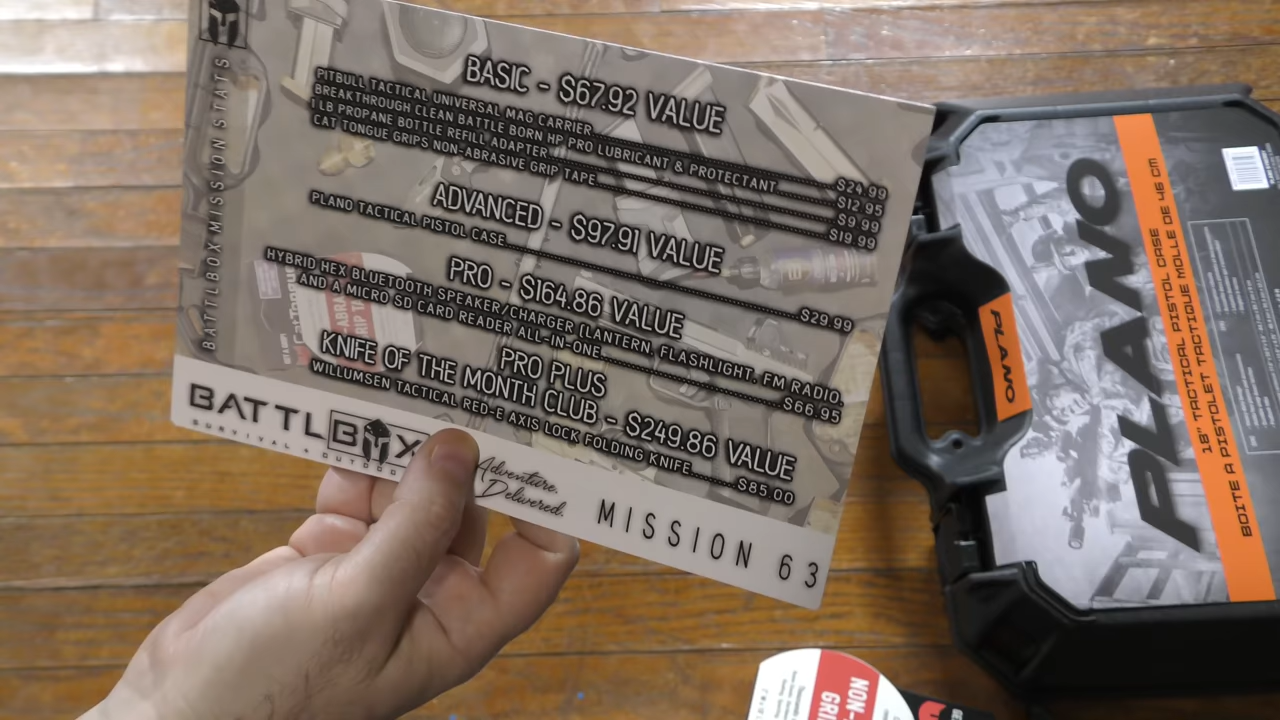 BATTLBOX MISSION STATS
BASIC - $67.92 VALUE
PITBULL TACTICAL UNIVERSAL MAG CARRIER $24.99
BREAKTHROUGH CLEAN BATTLE BORN HP PRO LUBRICANT & PROTECTANT $12.95
1 LB PROPANE BOTTLE REFILL ADAPTER $9.99
CAT TONGUE GRIPS NON-ABRASIVE GRIP TAPE $19.99
ADVANCED - $97.91 VALUE
PLANO TACTICAL PISTOL CASE $29.99
PRO - $164.86 VALUE
HYBRID HEX BLUETOOTH SPEAKER/CHARGER (LANTERN, FLASHLIGHT, FM RADIO,
AND A MICRO SD CARD READER ALL-IN-ONE $66.95
PRO PLUS
KNIFE OF THE MONTH CLUB - $249.86 VALUE
WILLUMSEN TACTICAL RED-E AXIS LOCK FOLDING KNIFE $85.00
BATTLBOX
SURVIVAL & OUTDOOR
Adventure.
Delivered.
MISSION 63
PLANO
PLANO
18" TACTICAL PISTOL CASE
BOITE A PISTOLET TACTIQUE MOLLE DE 46 CM
NON-
GRI